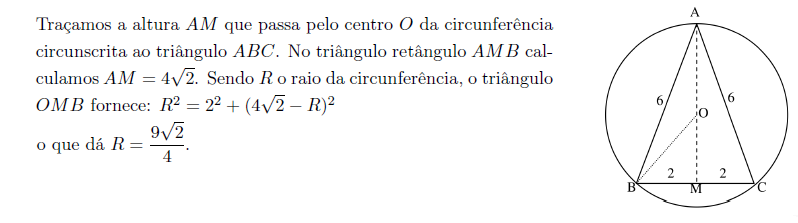 Traçamos a altura AM que passa pelo centro O da circunferência
circunscrita ao triângulo ABC. No triângulo retângulo AMB cal-
culamos AM = 4√2. Sendo R o raio da circunferência, o triângulo
OMB fornece: R² = 2² + (4√2 − R)²
o que dá R = 9√2/4.
A
6
6
O
2
2
B
M
C